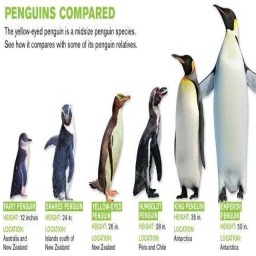 PENGUINS COMPARED
The yellow-eyed penguin is a midsize penguin species.
See how it compares with some of its penguin relatives.
FAIRY PENGUIN
HEIGHT: 12 inches
LOCATION:
Australia and
New Zealand
SNARES PENGUIN
HEIGHT: 24 in.
LOCATION:
Islands south of
New Zealand
YELLOW-EYED
PENGUIN
HEIGHT: 26 in.
LOCATION:
New Zealand
HUMBOLDT
PENGUIN
HEIGHT: 28 in.
LOCATION:
Peru and Chile
KING PENGUIN
HEIGHT: 35 in.
LOCATION:
Antarctica
EMPEROR
PENGUIN
HEIGHT: 50 in.
LOCATION:
Antarctica